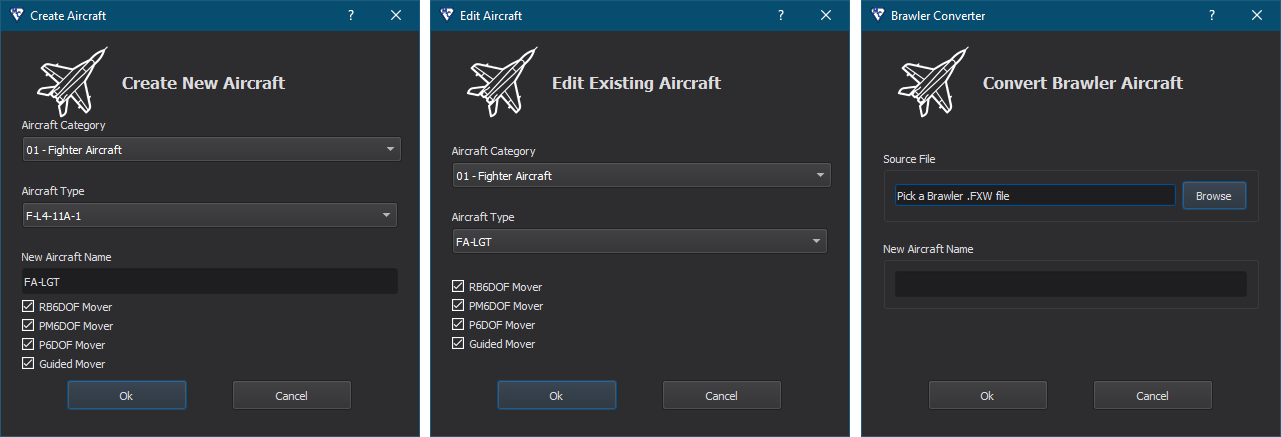 Create Aircraft
?
Create New Aircraft
Aircraft Category
01 - Fighter Aircraft
Aircraft Type
F-L4-11A-1
New Aircraft Name
FA-LGT
RB6DOF Mover
PM6DOF Mover
P6DOF Mover
Guided Mover
Ok Cancel
Edit Aircraft
?
Edit Existing Aircraft
Aircraft Category
01 - Fighter Aircraft
Aircraft Type
FA-LGT
RB6DOF Mover
PM6DOF Mover
P6DOF Mover
Guided Mover
Ok Cancel
Brawler Converter
?
Convert Brawler Aircraft
Source File
Pick a Brawler .FXW file Browse
New Aircraft Name
Ok Cancel